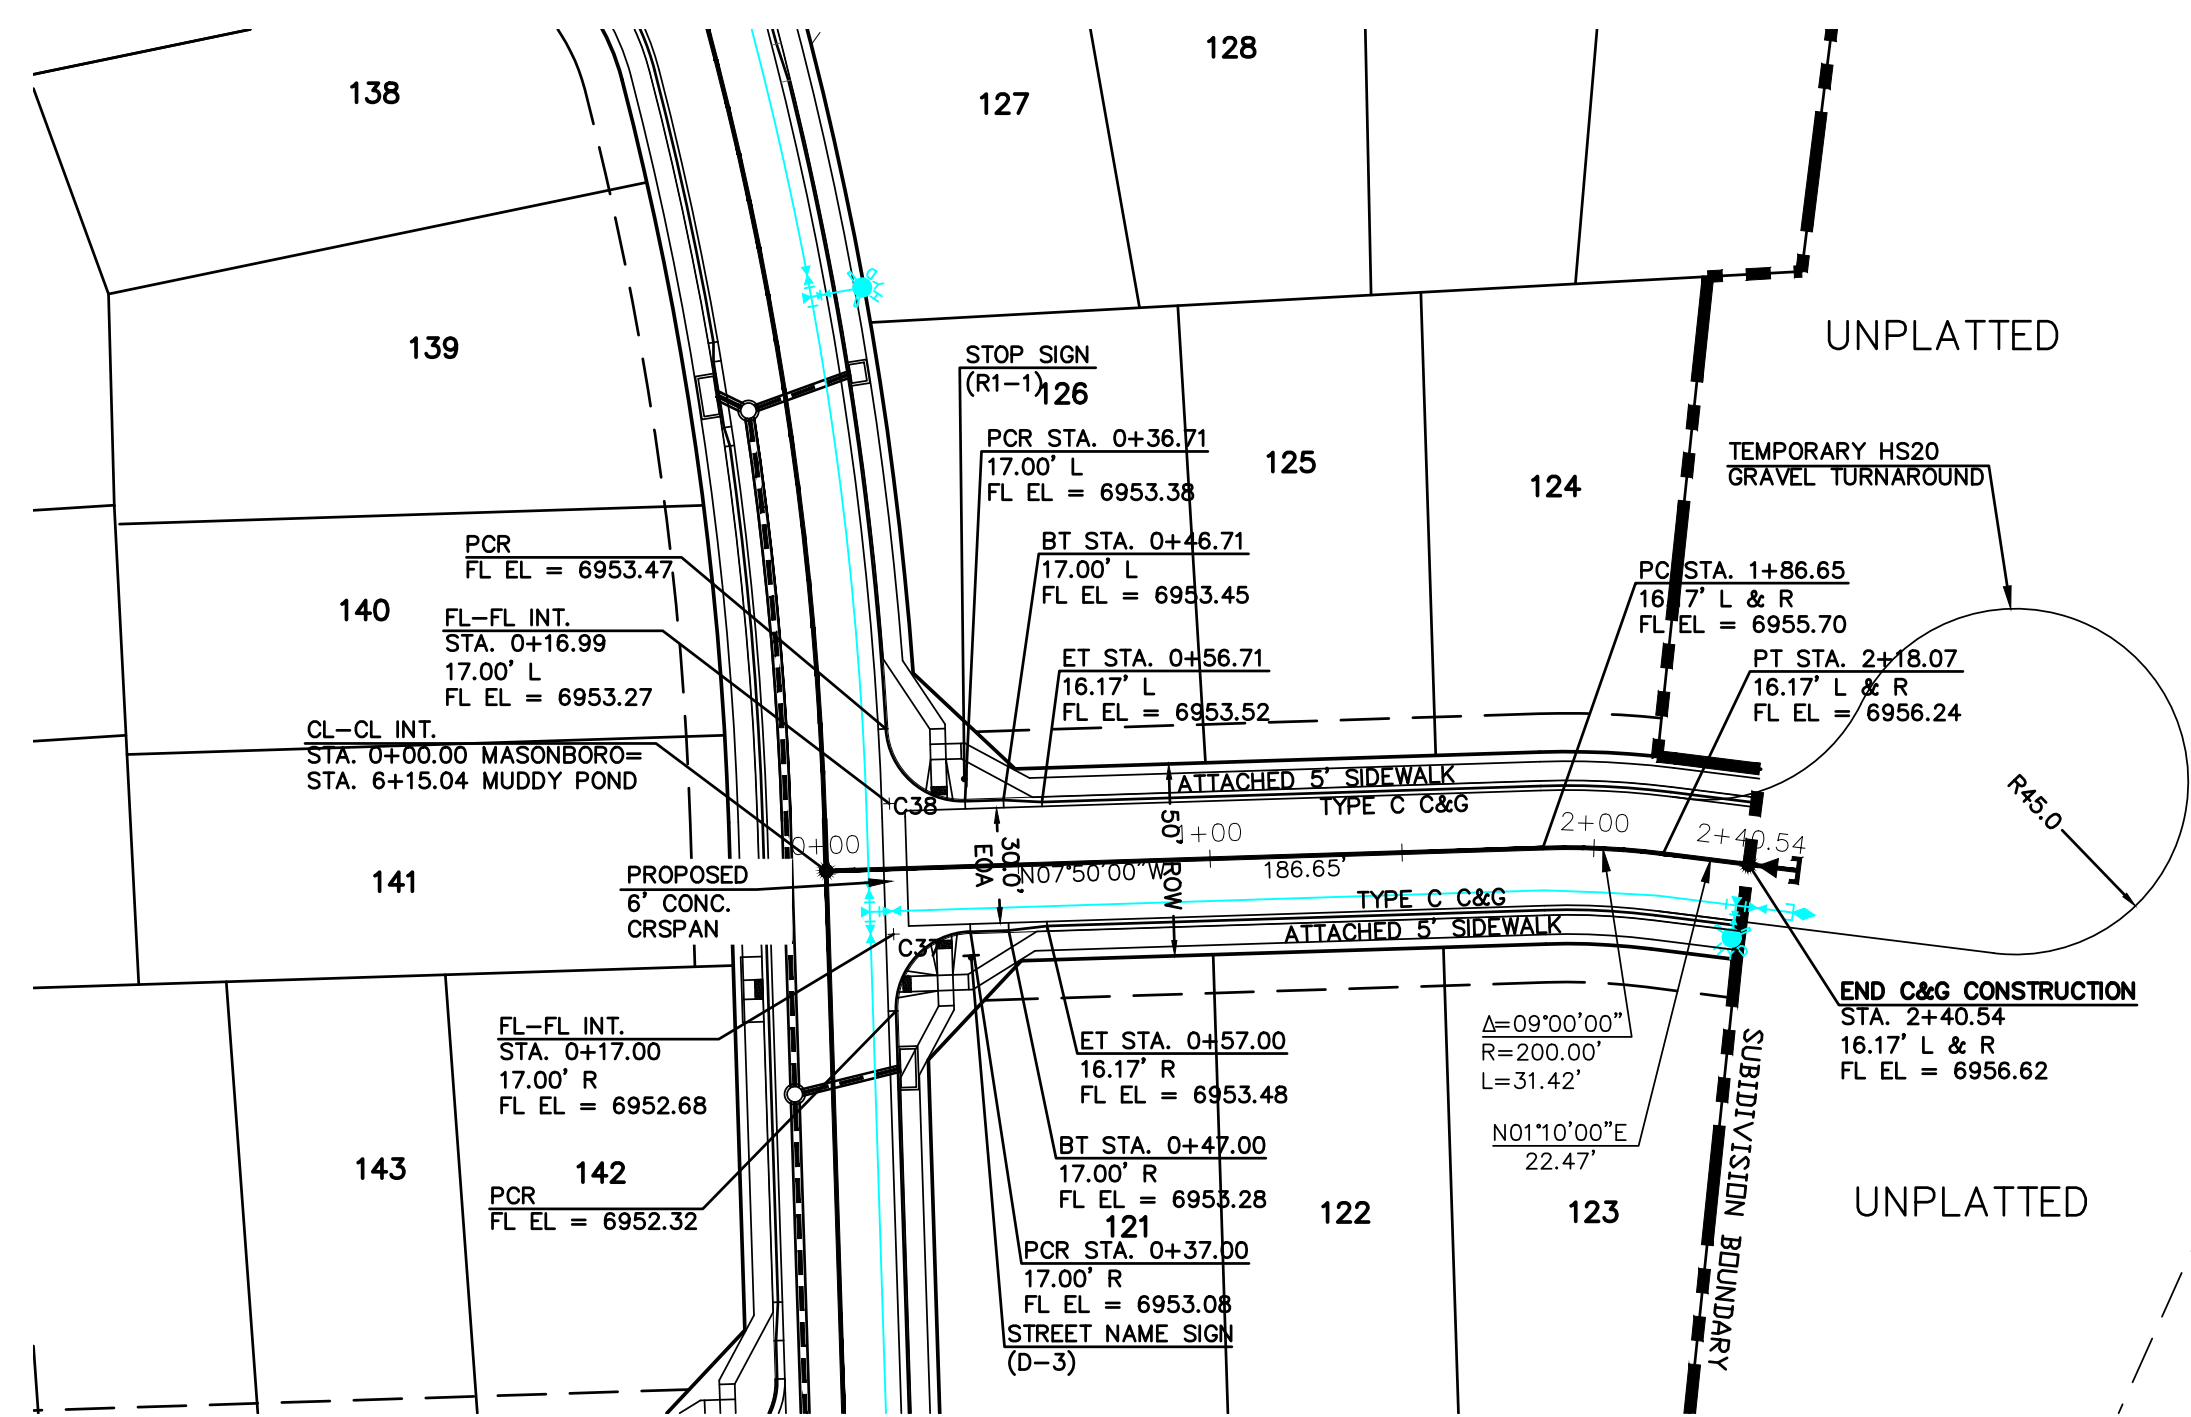 128
138
127
139
UNPLATTED
STOP SIGN
(R1-1)
126
PCR STA. 0+36.71
17.00' L
FL EL = 6953.38
125
124
TEMPORARY HS20
GRAVEL TURNAROUND
PCR
FL EL = 6953.47
BT STA. 0+46.71
17.00' L
FL EL = 6953.45
PC STA. 1+86.65
16.17' L & R
FL EL = 6955.70
140
FL-FL INT.
STA. 0+16.99
17.00' L
FL EL = 6953.27
ET STA. 0+56.71
16.17' L
FL EL = 6953.52
PT STA. 2+18.07
16.17' L & R
FL EL = 6956.24
CL-CL INT.
STA. 0+00.00 MASONBORO=
STA. 6+15.04 MUDDY POND
ATTACHED 5' SIDEWALK
TYPE C C&G
C38
R45.0
0+00
1+00
2+00
2+40.54
30.0'
EOA
50' ROW
N07°50'00"W
186.65'
141
PROPOSED
6' CONC.
CRSPAN
TYPE C C&G
ATTACHED 5' SIDEWALK
C37
END C&G CONSTRUCTION
STA. 2+40.54
16.17' L & R
FL EL = 6956.62
FL-FL INT.
STA. 0+17.00
17.00' R
FL EL = 6952.68
ET STA. 0+57.00
16.17' R
FL EL = 6953.48
Δ=09°00'00"
R=200.00'
L=31.42'
N01°10'00"E
22.47'
SUBIDIVISION BOUNDARY
BT STA. 0+47.00
17.00' R
FL EL = 6953.28
143
142
PCR
FL EL = 6952.32
121
122
123
UNPLATTED
PCR STA. 0+37.00
17.00' R
FL EL = 6953.08
STREET NAME SIGN
(D-3)